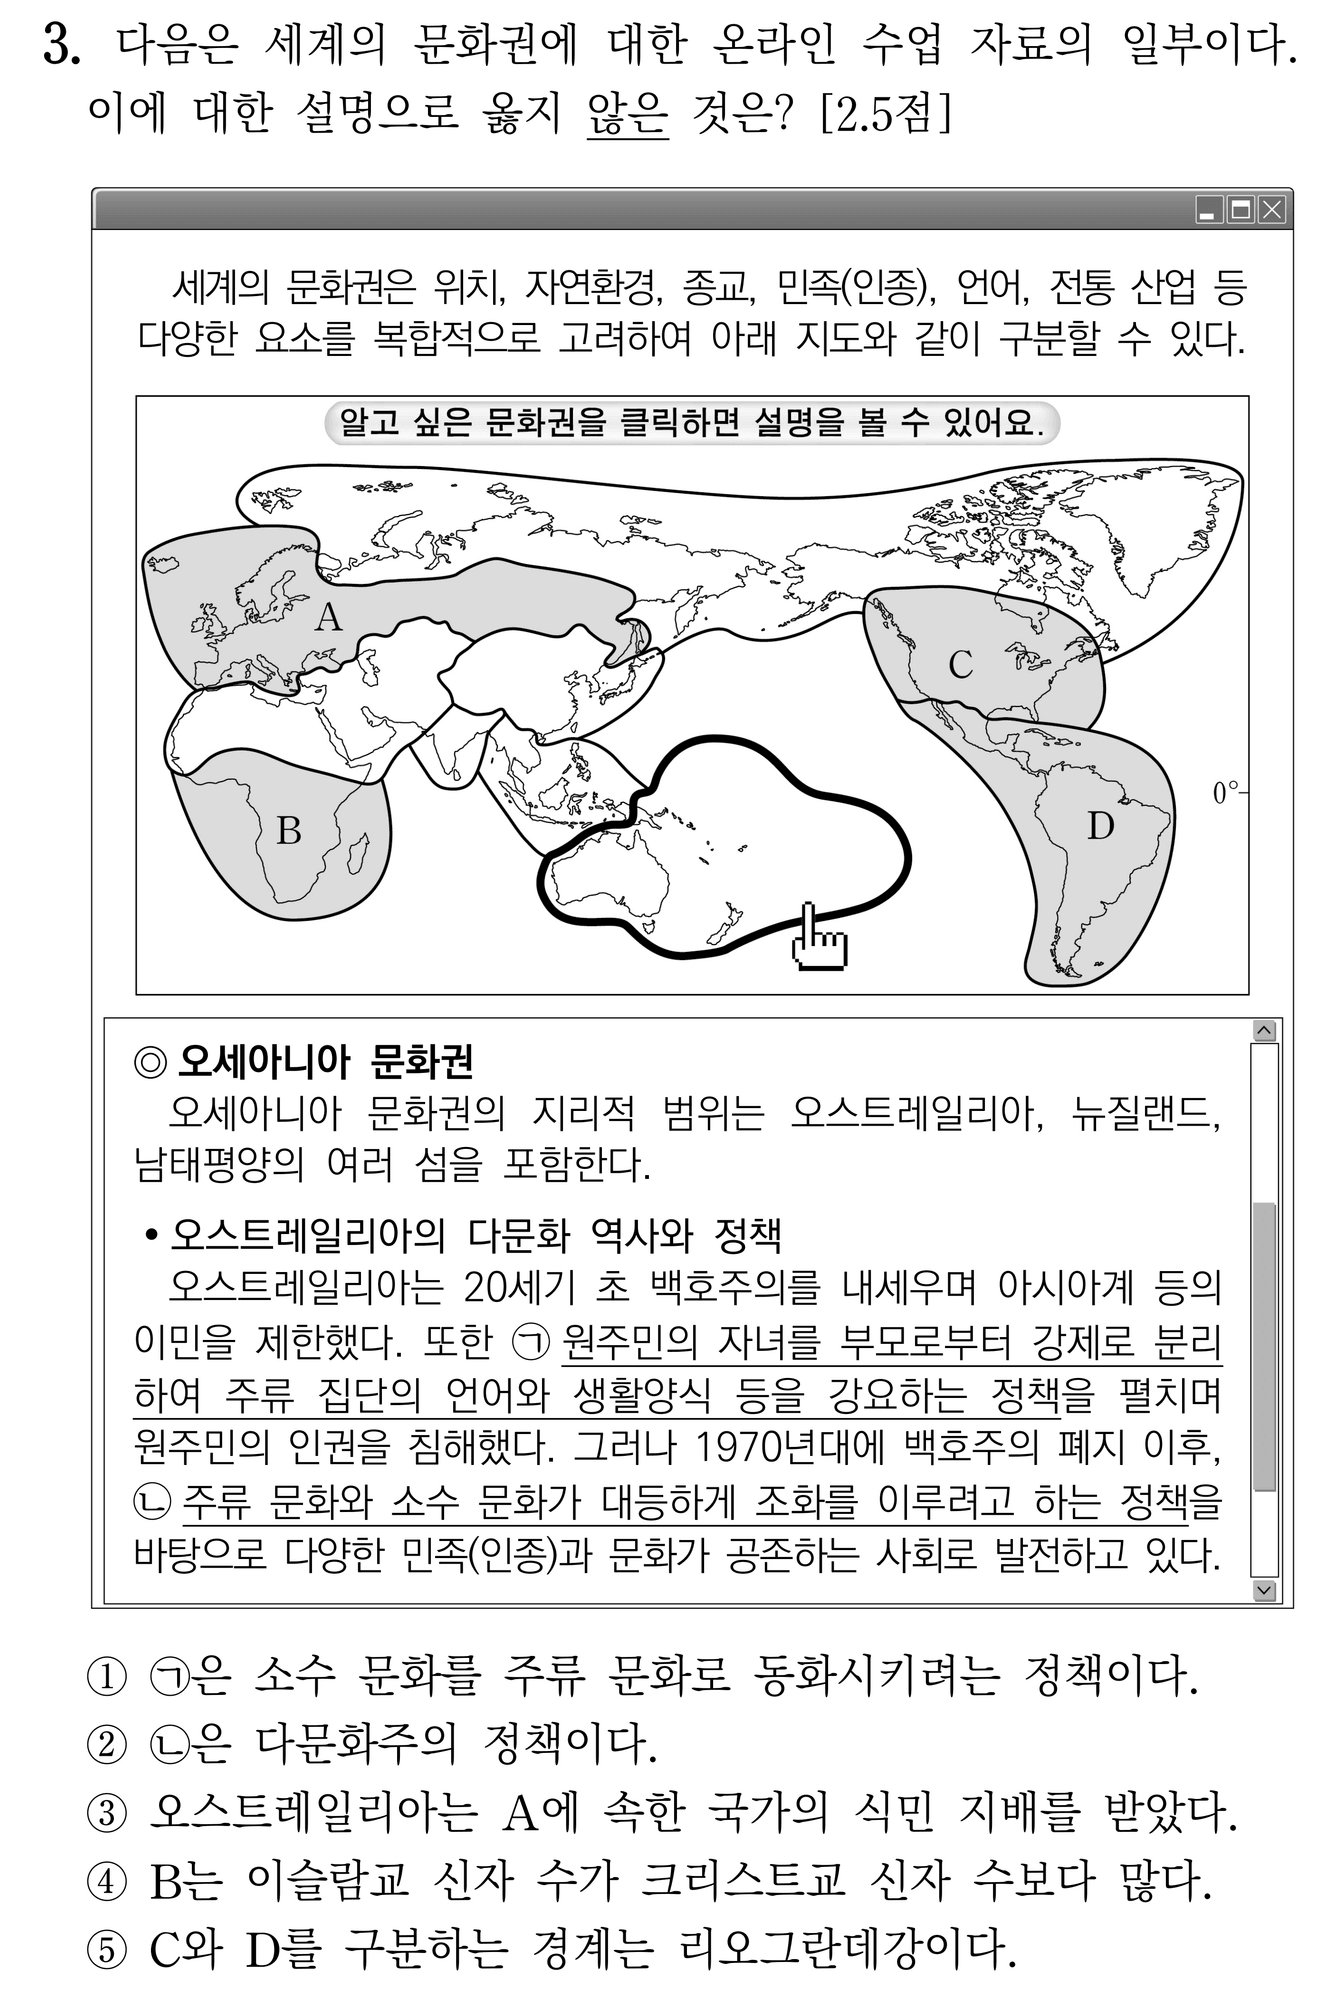 3. 다음은 세계의 문화권에 대한 온라인 수업 자료의 일부이다.
이에 대한 설명으로 옳지 않은 것은? [2.5점]
세계의 문화권은 위치, 자연환경, 종교, 민족(인종), 언어, 전통 산업 등
다양한 요소를 복합적으로 고려하여 아래 지도와 같이 구분할 수 있다.
알고 싶은 문화권을 클릭하면 설명을 볼 수 있어요.
A
C
B
D
0°
◎ 오세아니아 문화권
오세아니아 문화권의 지리적 범위는 오스트레일리아, 뉴질랜드,
남태평양의 여러 섬을 포함한다.
• 오스트레일리아의 다문화 역사와 정책
오스트레일리아는 20세기 초 백호주의를 내세우며 아시아계 등의
이민을 제한했다. 또한 ㉠ 원주민의 자녀를 부모로부터 강제로 분리
하여 주류 집단의 언어와 생활양식 등을 강요하는 정책을 펼치며
원주민의 인권을 침해했다. 그러나 1970년대에 백호주의 폐지 이후,
㉡ 주류 문화와 소수 문화가 대등하게 조화를 이루려고 하는 정책을
바탕으로 다양한 민족(인종)과 문화가 공존하는 사회로 발전하고 있다.
① ㉠은 소수 문화를 주류 문화로 동화시키려는 정책이다.
② ㉡은 다문화주의 정책이다.
③ 오스트레일리아는 A에 속한 국가의 식민 지배를 받았다.
④ B는 이슬람교 신자 수가 크리스트교 신자 수보다 많다.
⑤ C와 D를 구분하는 경계는 리오그란데강이다.